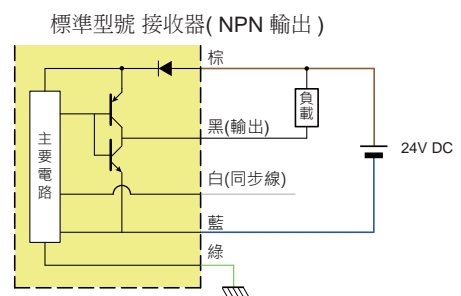 標準型號 接收器( NPN 輸出 )
棕
負載
黑(輸出)
主要電路
24V DC
白(同步線)
藍
綠